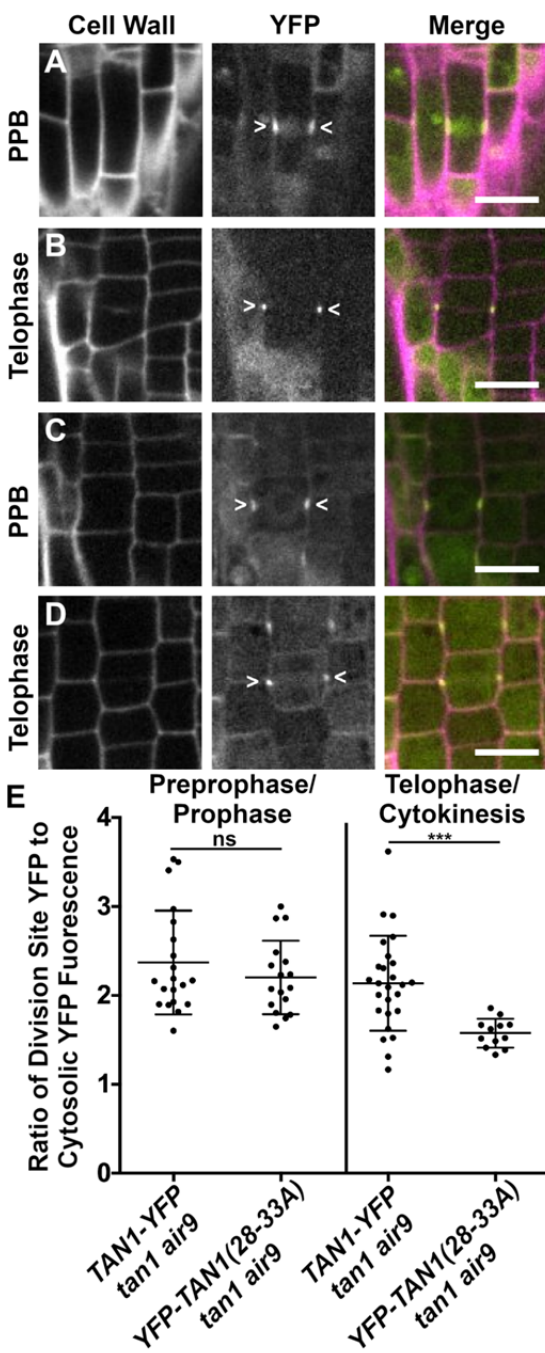 Cell Wall YFP Merge
A
PPB
> <
B
Telophase
> <
C
PPB
> <
D
Telophase
> <
E
Preprophase/
Prophase
Telophase/
Cytokinesis
ns
***
Ratio of Division Site YFP to
Cytosolic YFP Fuorescence
4
3
2
1
0
TAN1-YFP
tan1 air9
YFP-TAN1(28-33A)
tan1 air9
TAN1-YFP
tan1 air9
YFP-TAN1(28-33A)
tan1 air9